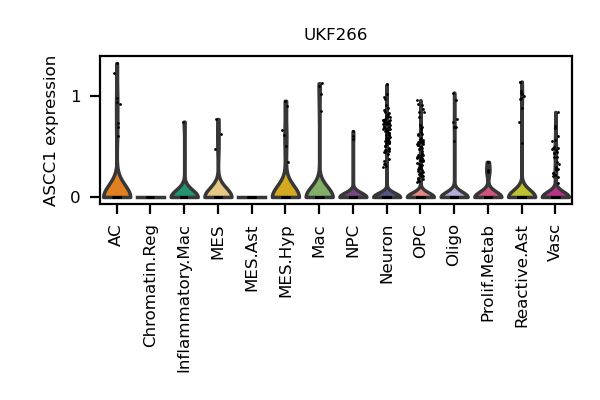 UKF266
ASCC1 expression
1
0
AC
Chromatin.Reg
Inflammatory.Mac
MES
MES.Ast
MES.Hyp
Mac
NPC
Neuron
OPC
Oligo
Prolif.Metab
Reactive.Ast
Vasc